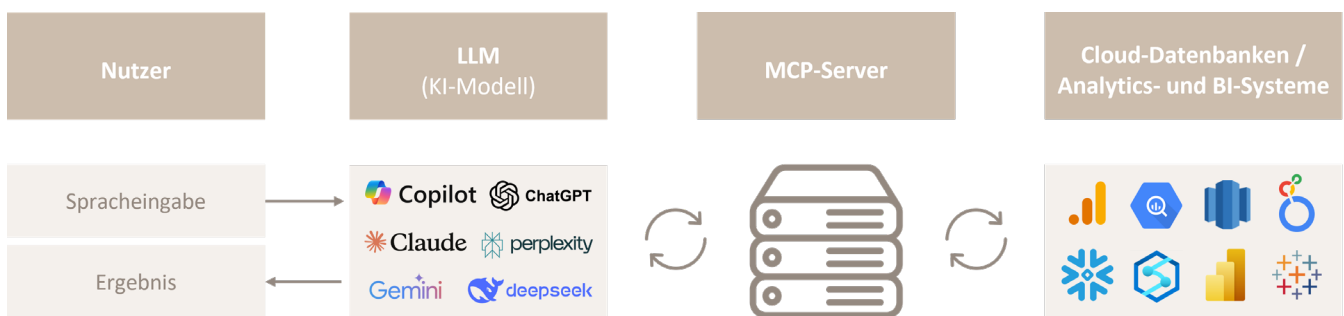 Nutzer
LLM
(KI-Modell)
MCP-Server
Cloud-Datenbanken /
Analytics- und BI-Systeme
Spracheingabe
Ergebnis
Copilot
ChatGPT
Claude
perplexity
Gemini
deepseek